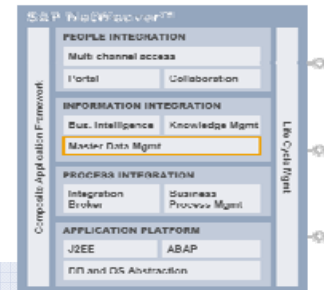 SAP NetWeaver™
PEOPLE INTEGRATION
Multi channel access
Portal
Collaboration
INFORMATION INTEGRATION
Bus. Intelligence
Knowledge Mgmt
Master Data Mgmt
PROCESS INTEGRATION
Integration
Broker
Business
Process Mgmt
APPLICATION PLATFORM
J2EE
ABAP
DB and OS Abstraction
Composite Application Framework
Life Cycle Mgmt